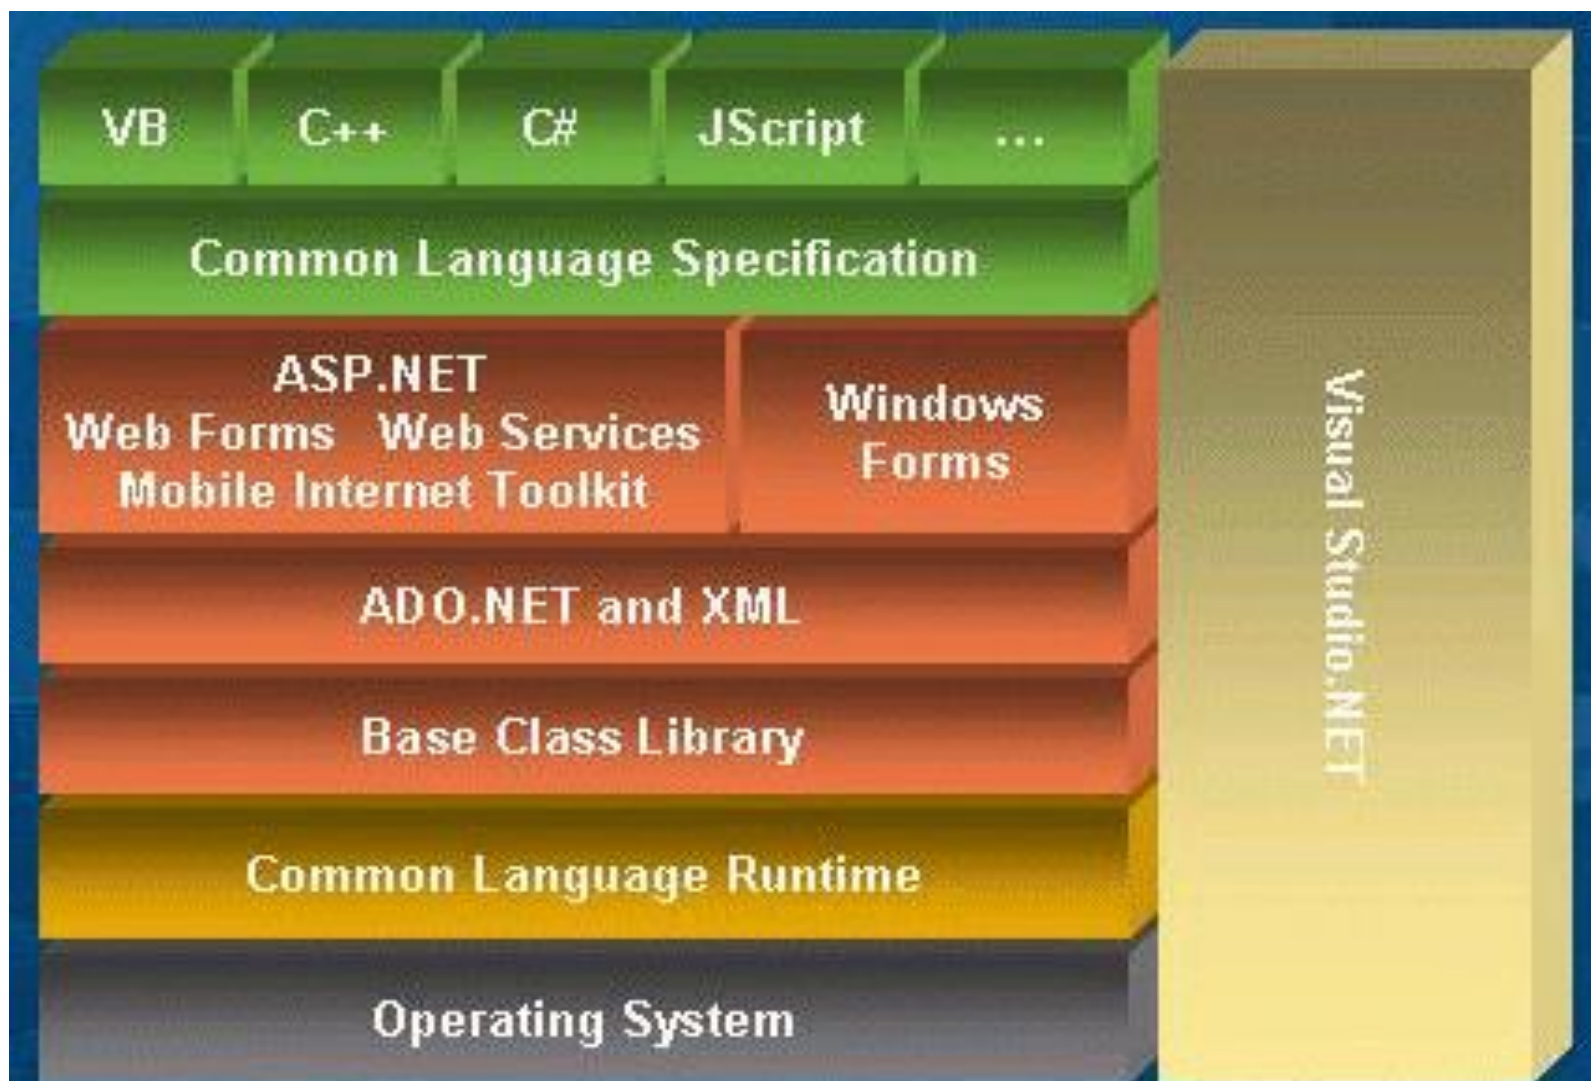 VB C++ C# JScript ...
Common Language Specification
ASP.NET
Web Forms Web Services
Mobile Internet Toolkit
Windows
Forms
ADO.NET and XML
Base Class Library
Common Language Runtime
Operating System
Visual Studio.NET